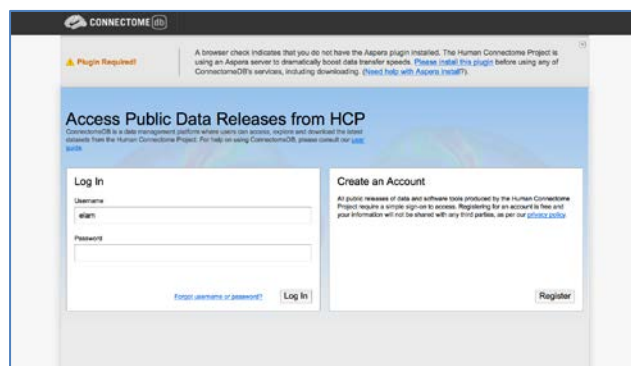 CONNECTOME db
Plugin Required!
A browser check indicates that you do not have the Aspera plugin installed. The Human Connectome Project is
using an Aspera server to dramatically boost data transfer speeds. Please install this plugin before using any of
ConnectomeDB's services, including downloading. (Need help with Aspera install?).
Access Public Data Releases from HCP
ConnectomeDB is a data management platform where users can access, explore and download the latest
datasets from the Human Connectome Project. For help on using ConnectomeDB, please consult our user
guide.
Log In
Username
elam
Password
Forgot username or password?
Log In
Create an Account
All public releases of data and software tools produced by the Human Connectome
Project require a simple sign-on to access. Registering for an account is free and
your information will not be shared with any third parties, as per our privacy policy
Register